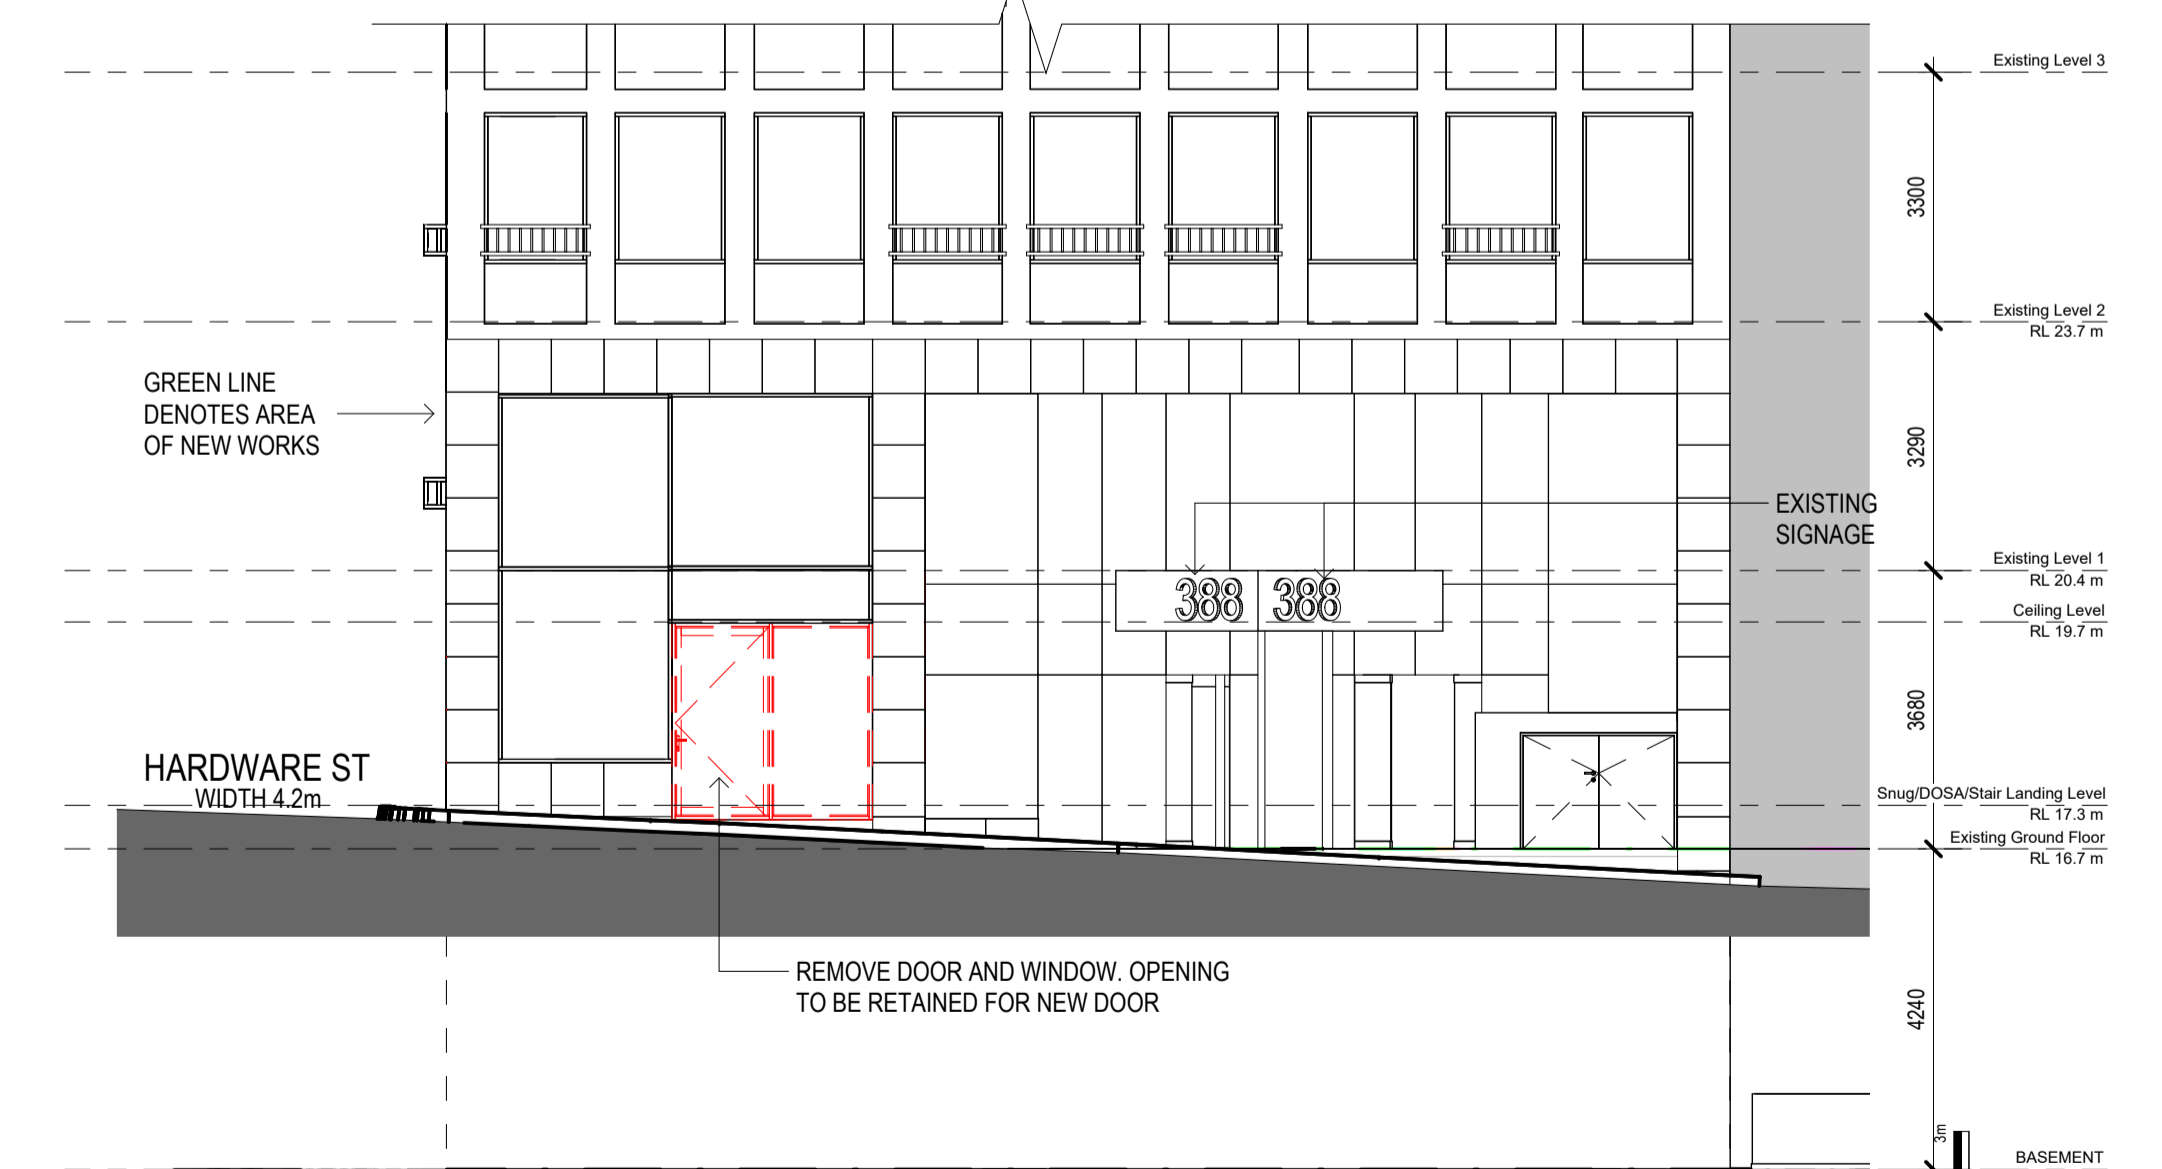 Existing Level 3
3300
Existing Level 2
RL 23.7 m
GREEN LINE
DENOTES AREA
OF NEW WORKS
3290
EXISTING
SIGNAGE
Existing Level 1
RL 20.4 m
388 388
Ceiling Level
RL 19.7 m
3680
HARDWARE ST
WIDTH 4.2m
Snug/DOSA/Stair Landing Level
RL 17.3 m
Existing Ground Floor
RL 16.7 m
REMOVE DOOR AND WINDOW. OPENING
TO BE RETAINED FOR NEW DOOR
4240
3m
BASEMENT